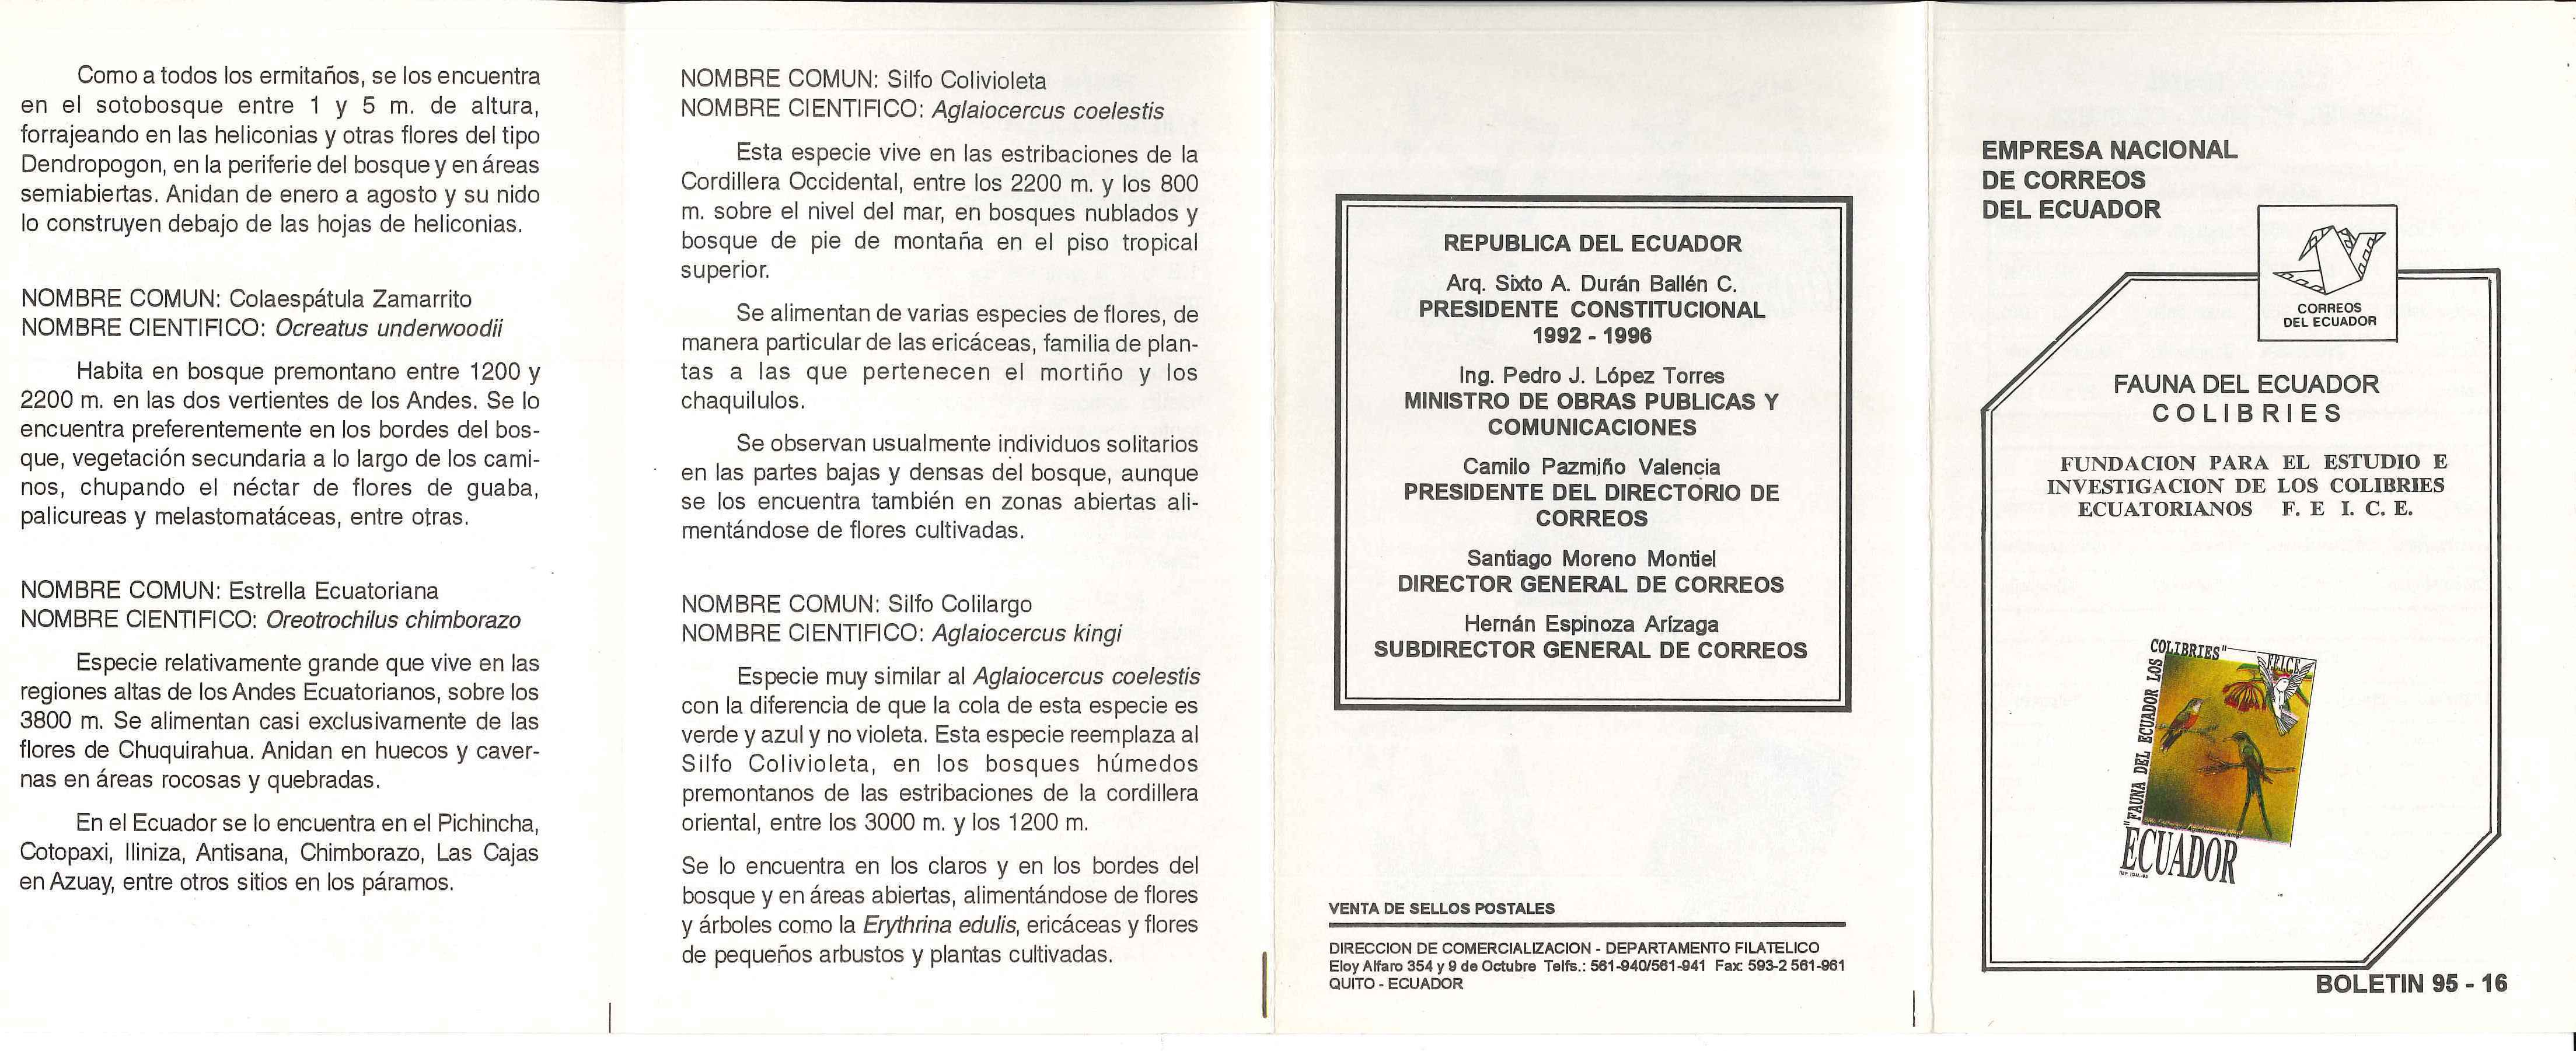 Como a todos los ermitaños, se los encuentra
en el sotobosque entre 1 y 5 m. de altura,
forrajeando en las heliconias y otras flores del tipo
Dendropogon, en la periferie del bosque y en áreas
semiabiertas. Anidan de enero a agosto y su nido
lo construyen debajo de las hojas de heliconias.
NOMBRE COMUN: Colaespátula Zamarrito
NOMBRE CIENTIFICO: Ocreatus underwoodii
Habita en bosque premontano entre 1200 y
2200 m. en las dos vertientes de los Andes. Se lo
encuentra preferentemente en los bordes del bos-
que, vegetación secundaria a lo largo de los cami-
nos, chupando el néctar de flores de guaba,
palicureas y melastomatáceas, entre otras.
NOMBRE COMUN: Estrella Ecuatoriana
NOMBRE CIENTIFICO: Oreotrochilus chimborazo
Especie relativamente grande que vive en las
regiones altas de los Andes Ecuatorianos, sobre los
3800 m. Se alimentan casi exclusivamente de las
flores de Chuquirahua. Anidan en huecos y caver-
nas en áreas rocosas y quebradas.
En el Ecuador se lo encuentra en el Pichincha,
Cotopaxi, Iliniza, Antisana, Chimborazo, Las Cajas
en Azuay, entre otros sitios en los páramos.
NOMBRE COMUN: Silfo Colivioleta
NOMBRE CIENTIFICO: Aglaiocercus coelestis
Esta especie vive en las estribaciones de la
Cordillera Occidental, entre los 2200 m. y los 800
m. sobre el nivel del mar, en bosques nublados y
bosque de pie de montaña en el piso tropical
superior.
Se alimentan de varias especies de flores, de
manera particular de las ericáceas, familia de plan-
tas a las que pertenecen el mortiño y los
chaquilulos.
Se observan usualmente individuos solitarios
en las partes bajas y densas del bosque, aunque
se los encuentra también en zonas abiertas ali-
mentándose de flores cultivadas.
NOMBRE COMUN: Silfo Colilargo
NOMBRE CIENTIFICO: Aglaiocercus kingi
Especie muy similar al Aglaiocercus coelestis
con la diferencia de que la cola de esta especie es
verde y azul y no violeta. Esta especie reemplaza al
Silfo Colivioleta, en los bosques húmedos
premontanos de las estribaciones de la cordillera
oriental, entre los 3000 m. y los 1200 m.
Se lo encuentra en los claros y en los bordes del
bosque y en áreas abiertas, alimentándose de flores
y árboles como la Erythrina edulis, ericáceas y flores
de pequeños arbustos y plantas cultivadas.
REPUBLICA DEL ECUADOR
Arq. Sixto A. Durán Ballén C.
PRESIDENTE CONSTITUCIONAL
1992 - 1996
Ing. Pedro J. López Torres
MINISTRO DE OBRAS PUBLICAS Y
COMUNICACIONES
Camilo Pazmiño Valencia
PRESIDENTE DEL DIRECTORIO DE
CORREOS
Santiago Moreno Montiel
DIRECTOR GENERAL DE CORREOS
Hernán Espinoza Arízaga
SUBDIRECTOR GENERAL DE CORREOS
VENTA DE SELLOS POSTALES
DIRECCION DE COMERCIALIZACION - DEPARTAMENTO FILATELICO
Eloy Alfaro 354 y 9 de Octubre Telfs.: 561-940/561-941 Fax: 593-2 561-961
QUITO - ECUADOR
EMPRESA NACIONAL
DE CORREOS
DEL ECUADOR
CORREOS
DEL ECUADOR
FAUNA DEL ECUADOR
COLIBRIES
FUNDACION PARA EL ESTUDIO E
INVESTIGACION DE LOS COLIBRIES
ECUATORIANOS F. E I. C. E.
"FAUNA DEL ECUADOR LOS
COLIBRIES"
FEICE
ECUADOR
BOLETIN 95 - 16